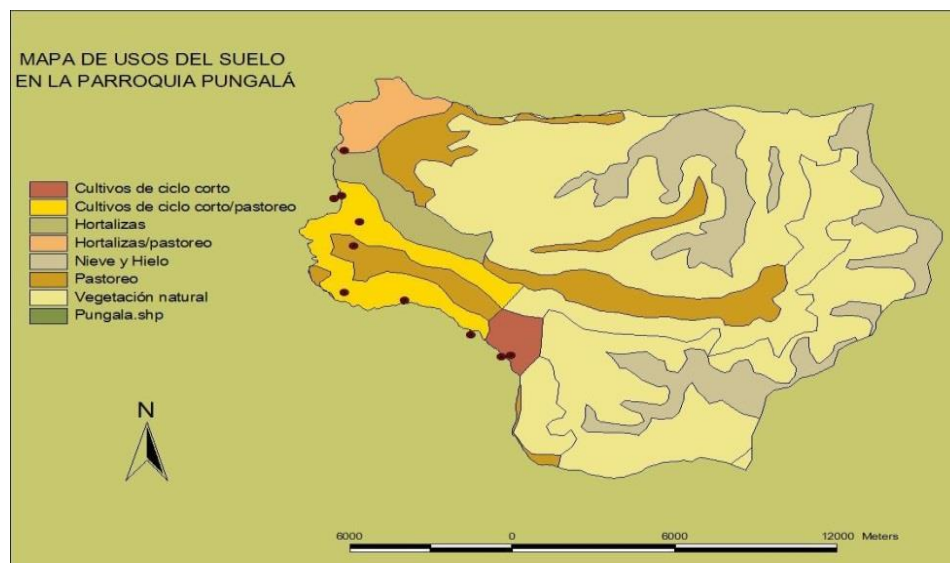 MAPA DE USOS DEL SUELO
EN LA PARROQUIA PUNGALÁ
Cultivos de ciclo corto
Cultivos de ciclo corto/pastoreo
Hortalizas
Hortalizas/pastoreo
Nieve y Hielo
Pastoreo
Vegetación natural
Pungala.shp
N
6000 0 6000 12000 Meters